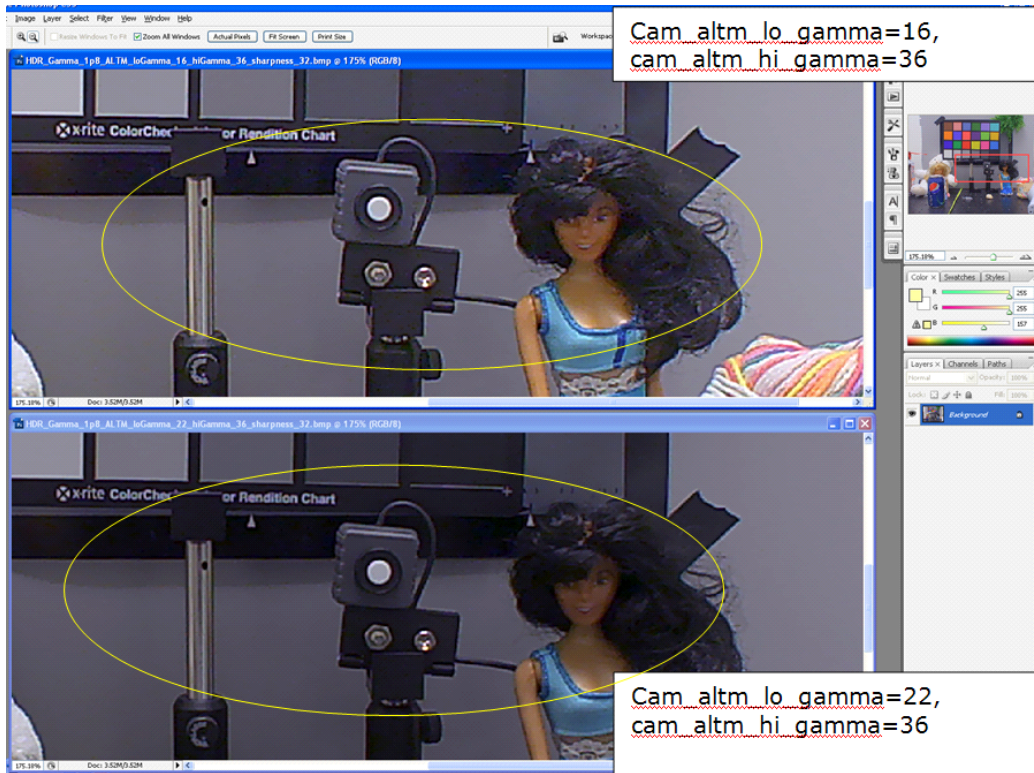 Image Layer Select Filter View Window Help
Resize Windows To Fit Zoom All Windows Actual Pixels Fit Screen Print Size
Cam_altm_lo_gamma=16,
cam_altm_hi_gamma=36
HDR_Gamma_1p8_ALTM_loGamma_16_hiGamma_36_sharpness_32.bmp @ 175% (RGB/8)
x-rite ColorChec or Rendition Chart
175.18% Doc: 3.52M/3.52M
175.18%
Color x Swatches Styles
R 255
G 255
B 157
Layers x Channels Paths
Normal Opacity: 100%
Lock: Fill: 100%
Background
HDR_Gamma_1p8_ALTM_loGamma_22_hiGamma_36_sharpness_32.bmp @ 175% (RGB/8)
x-rite ColorChec or Rendition Chart
Cam_altm_lo_gamma=22,
cam_altm_hi_gamma=36
175.18% Doc: 3.52M/3.52M